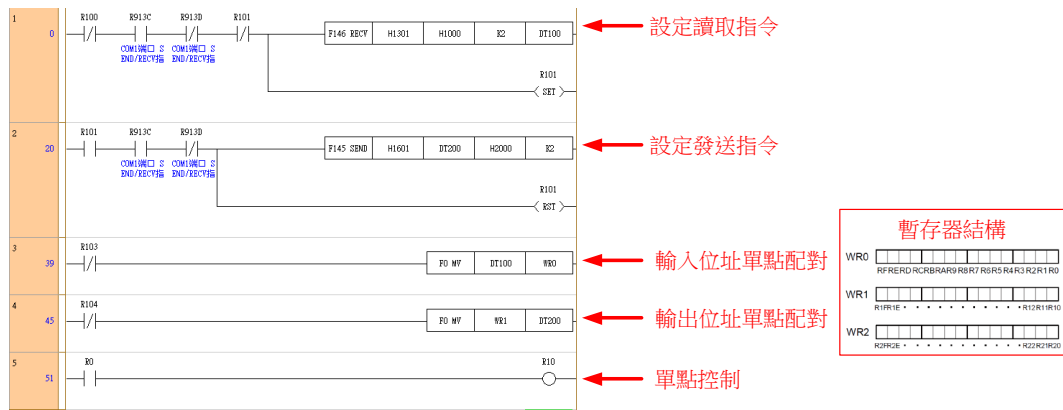 1
R100 R913C R913D R101
0 F146 RECV H1301 H1000 K2 DT100 設定讀取指令
COM1端口 S COM1端口 S
END/RECV指 END/RECV指
R101
SET
2
R101 R913C R913D
20 F145 SEND H1601 DT200 H2000 K2 設定發送指令
COM1端口 S COM1端口 S
END/RECV指 END/RECV指
R101
RST
3
R103
39 F0 MV DT100 WR0 輸入位址單點配對
4
R104
45 F0 MV WR1 DT200 輸出位址單點配對
5
R0 R10
51 單點控制
暫存器結構
WR0
RFRERD RCRBRAR9 R8R7 R6R5 R4R3 R2R1R0
WR1
R1FR1E • • • • • • • • • • • R12R11R10
WR2
R2FR2E • • • • • • • • • • • R22R21R20